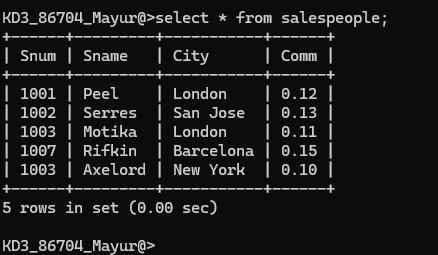 KD3_86704_Mayur@>select * from salespeople;
+------+---------+-----------+------+
| Snum | Sname   | City      | Comm |
+------+---------+-----------+------+
| 1001 | Peel    | London    | 0.12 |
| 1002 | Serres  | San Jose  | 0.13 |
| 1003 | Motika  | London    | 0.11 |
| 1007 | Rifkin  | Barcelona | 0.15 |
| 1003 | Axelord | New York  | 0.10 |
+------+---------+-----------+------+
5 rows in set (0.00 sec)
KD3_86704_Mayur@>